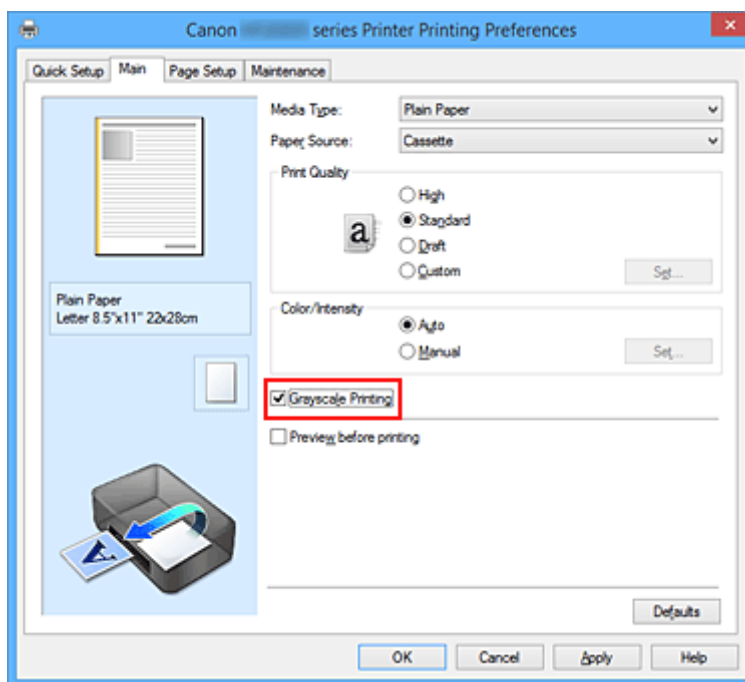 Canon series Printer Printing Preferences
Quick Setup Main Page Setup Maintenance
Media Type: Plain Paper
Paper Source: Cassette
Print Quality
High
a Standard
Draft
Custom Set...
Plain Paper
Letter 8.5"x11" 22x28cm
Color/Intensity
Auto
Manual Set...
Grayscale Printing
Preview before printing
A
Defaults
OK Cancel Apply Help